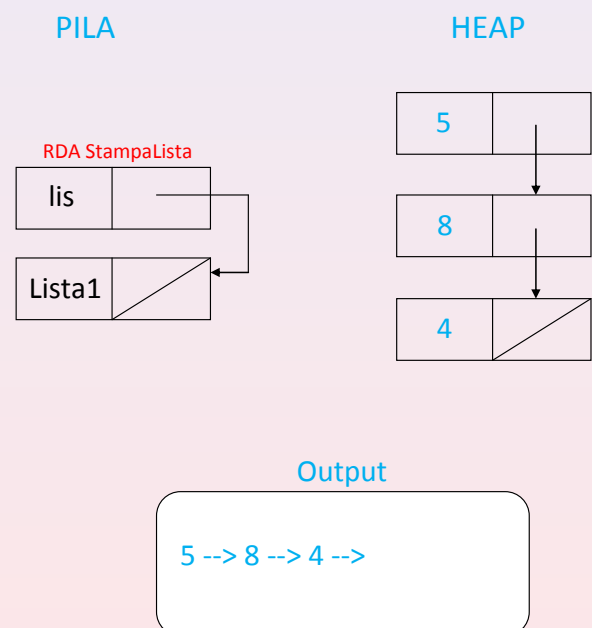 PILA
HEAP
RDA StampaLista
lis
Lista1
5
8
4
Output
5 --> 8 --> 4 -->